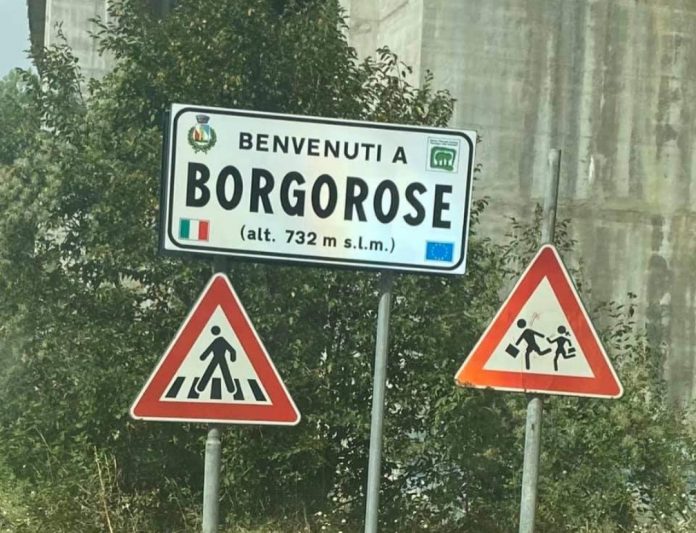 BENVENUTI A
BORGOROSE
(alt. 732 m s.l.m.)